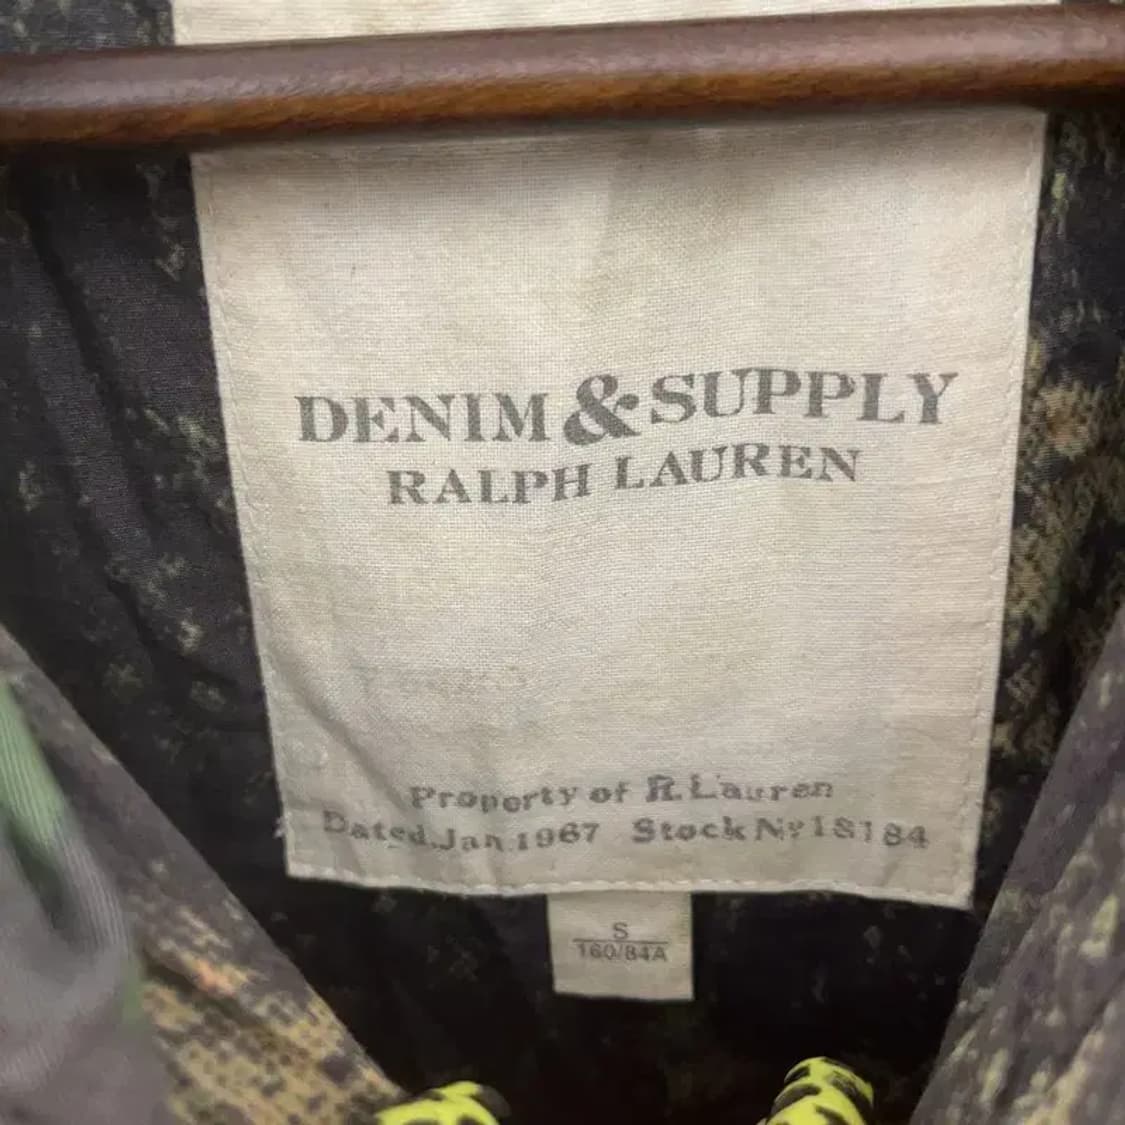 DENIM & SUPPLY
RALPH LAUREN
Property of R. Lauren
Dated.Jan.1967 Stock No 18184
S
160/84A